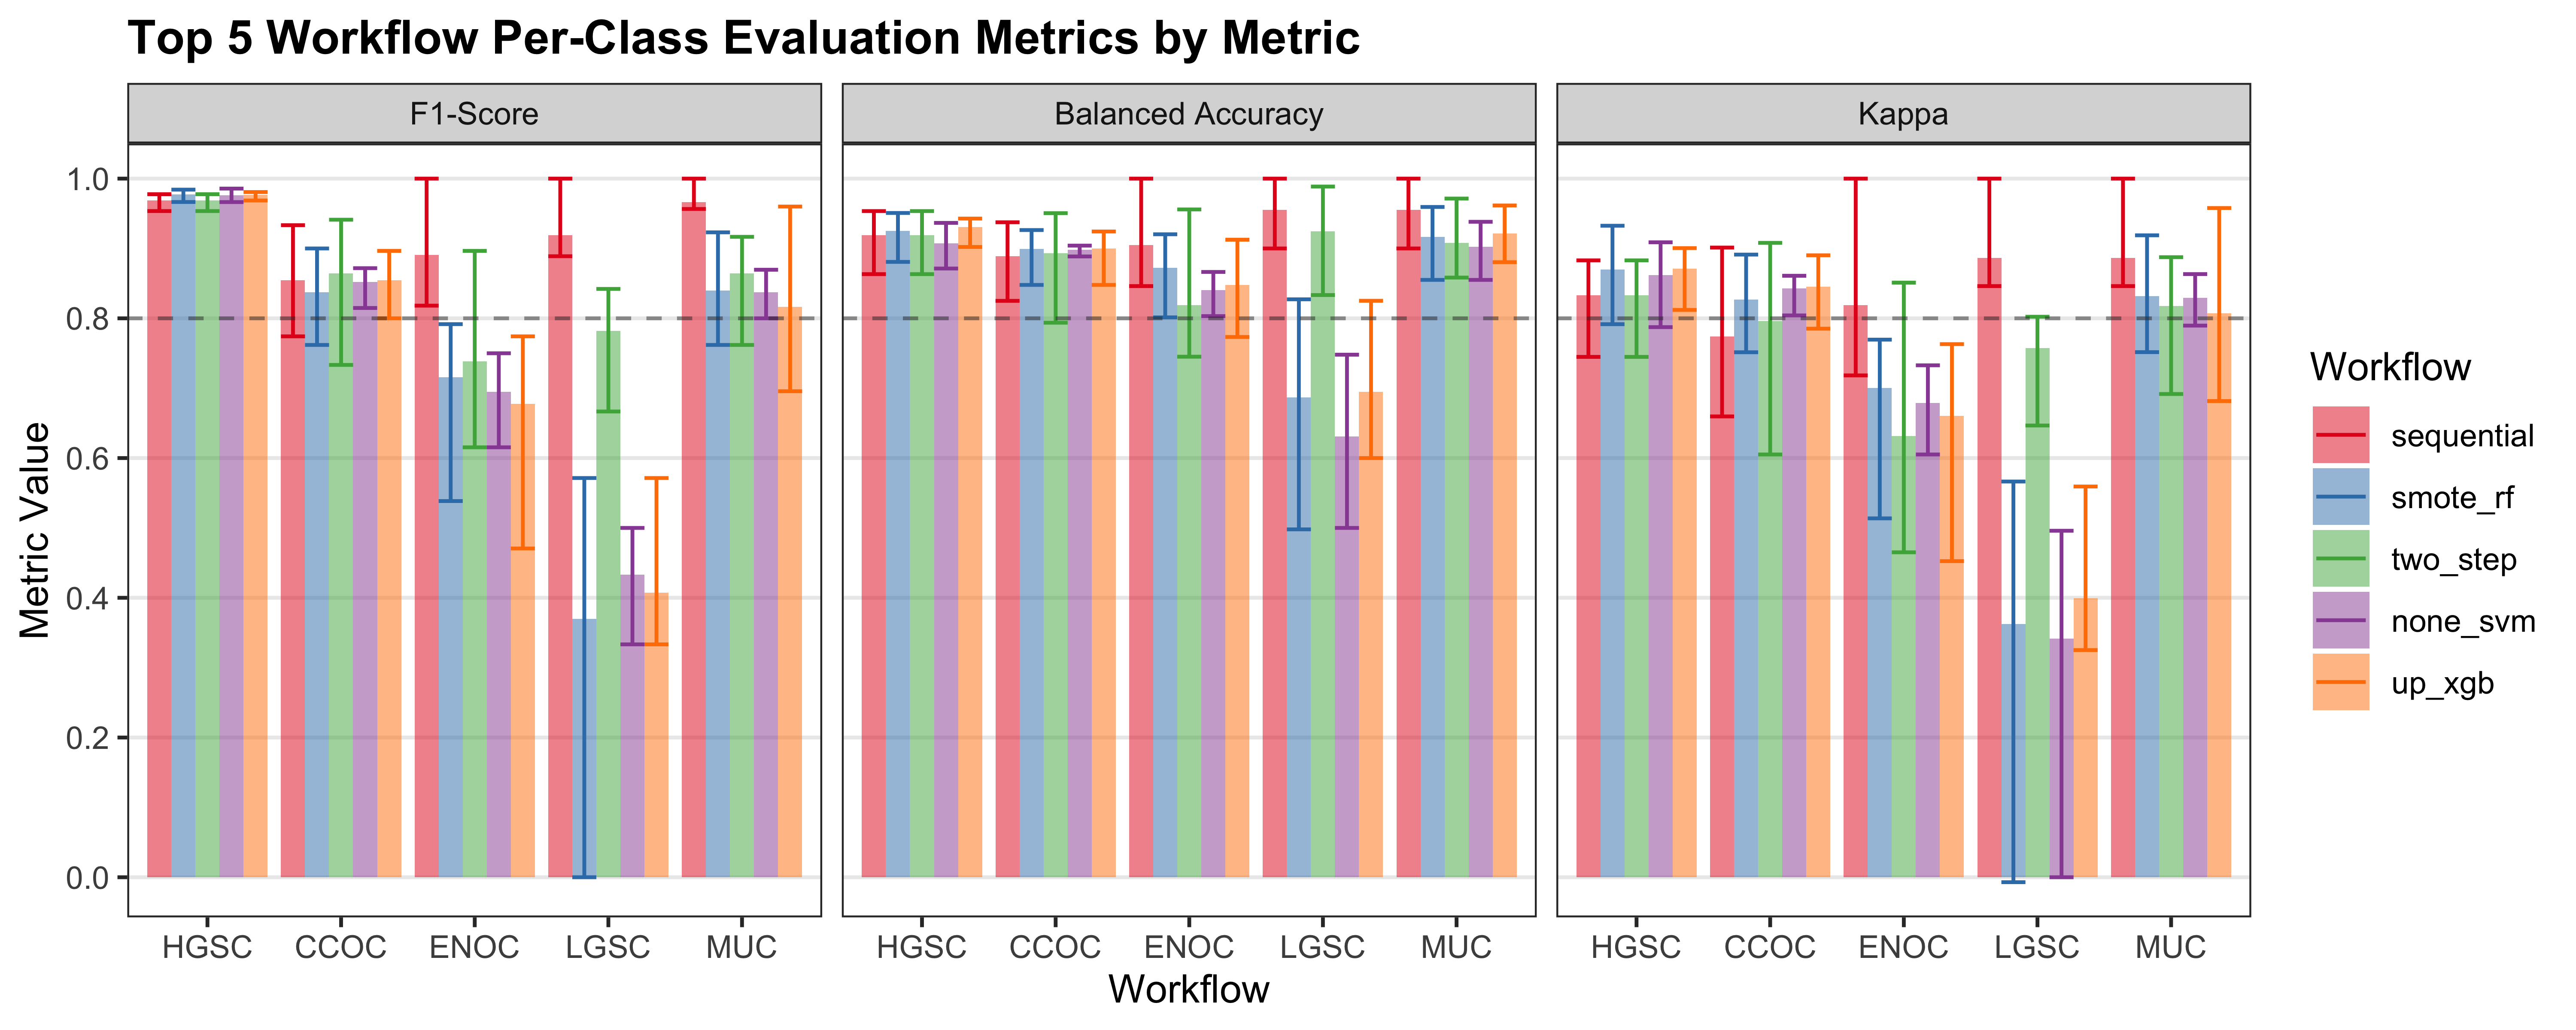 Top 5 Workflow Per-Class Evaluation Metrics by Metric
F1-Score
Balanced Accuracy
Kappa
Metric Value
1.0
0.8
0.6
0.4
0.2
0.0
HGSC CCOC ENOC LGSC MUC
HGSC CCOC ENOC LGSC MUC
HGSC CCOC ENOC LGSC MUC
Workflow
Workflow
sequential
smote_rf
two_step
none_svm
up_xgb